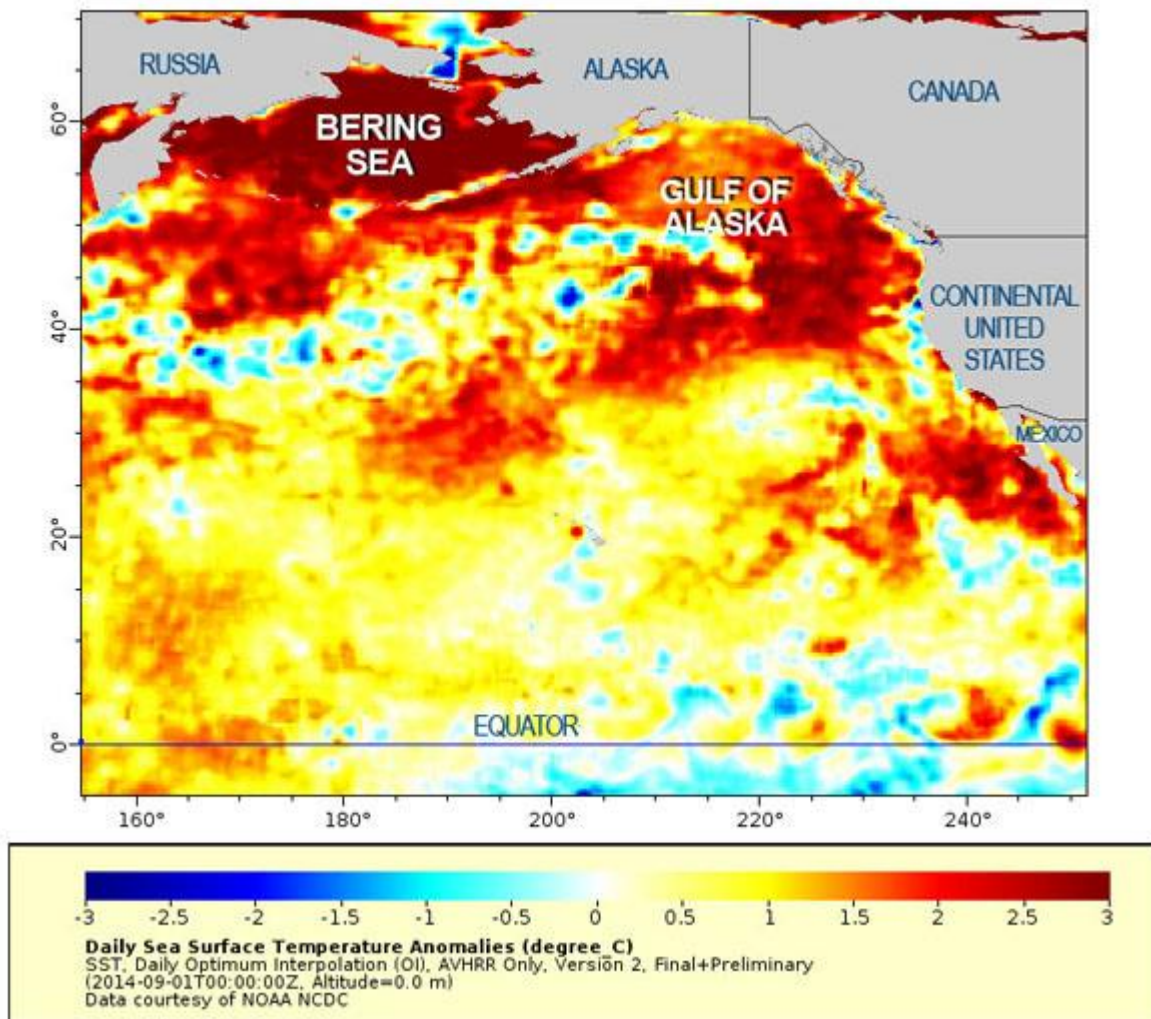 RUSSIA
ALASKA
CANADA
BERING
SEA
GULF OF
ALASKA
CONTINENTAL
UNITED
STATES
MEXICO
EQUATOR
60°
40°
20°
0°
160° 180° 200° 220° 240°
-3 -2.5 -2 -1.5 -1 -0.5 0 0.5 1 1.5 2 2.5 3
Daily Sea Surface Temperature Anomalies (degree_C)
SST, Daily Optimum Interpolation (OI), AVHRR Only, Version 2, Final+Preliminary
(2014-09-01T00:00:00Z, Altitude=0.0 m)
Data courtesy of NOAA NCDC